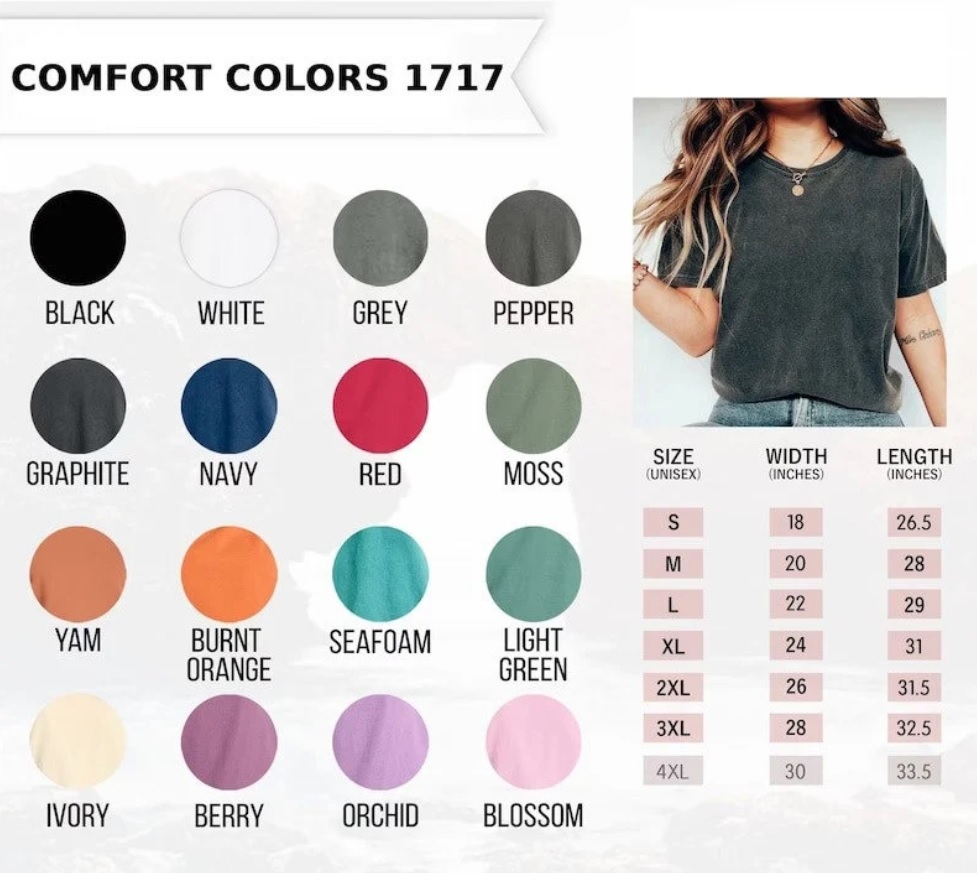 COMFORT COLORS 1717
BLACK
WHITE
GREY
PEPPER
GRAPHITE
NAVY
RED
MOSS
YAM
BURNT
ORANGE
SEAFOAM
LIGHT
GREEN
IVORY
BERRY
ORCHID
BLOSSOM
SIZE WIDTH LENGTH
(UNISEX) (INCHES) (INCHES)
S 18 26.5
M 20 28
L 22 29
XL 24 31
2XL 26 31.5
3XL 28 32.5
4XL 30 33.5